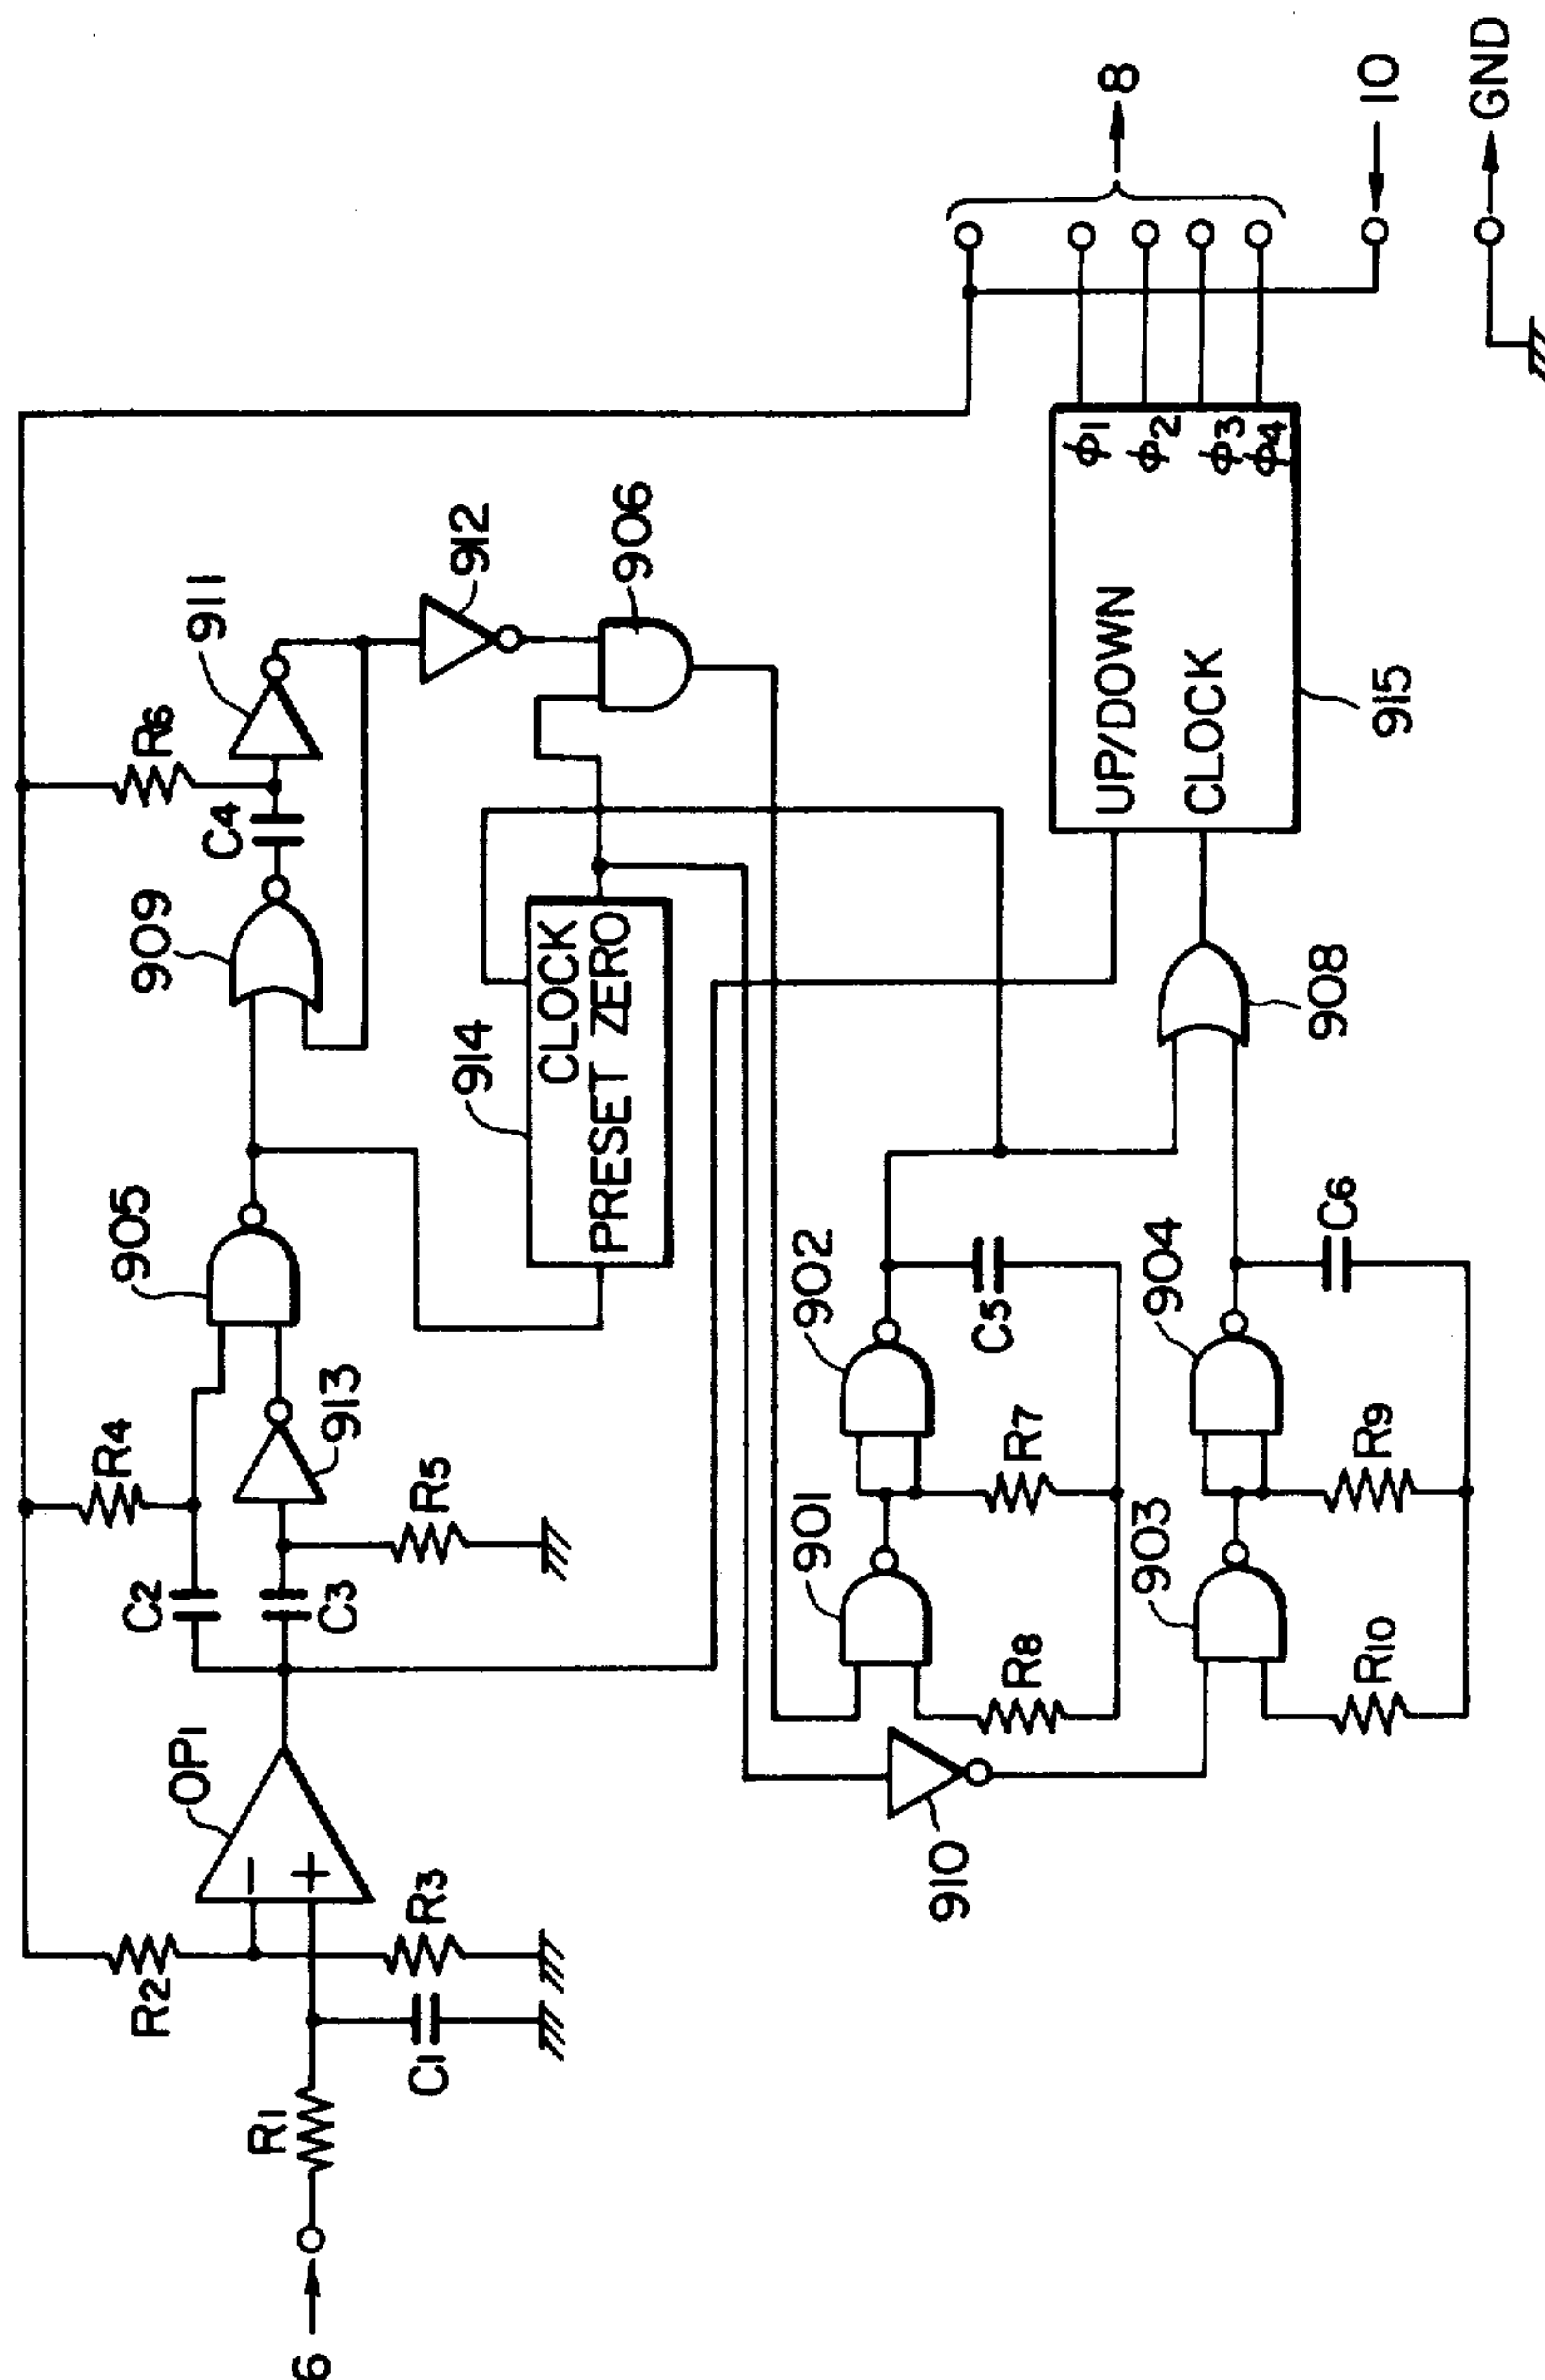 6
R1
C1
R2
R3
OP1
C2
C3
R4
R5
913
905
909
C4
R6
911
912
906
914
CLOCK
PRESET ZERO
910
901
902
R8
R7
C5
903
904
R10
R9
C6
908
UP/DOWN
CLOCK
ϕ1
ϕ2
ϕ3
ϕ4
915
8
10
GND
−
+